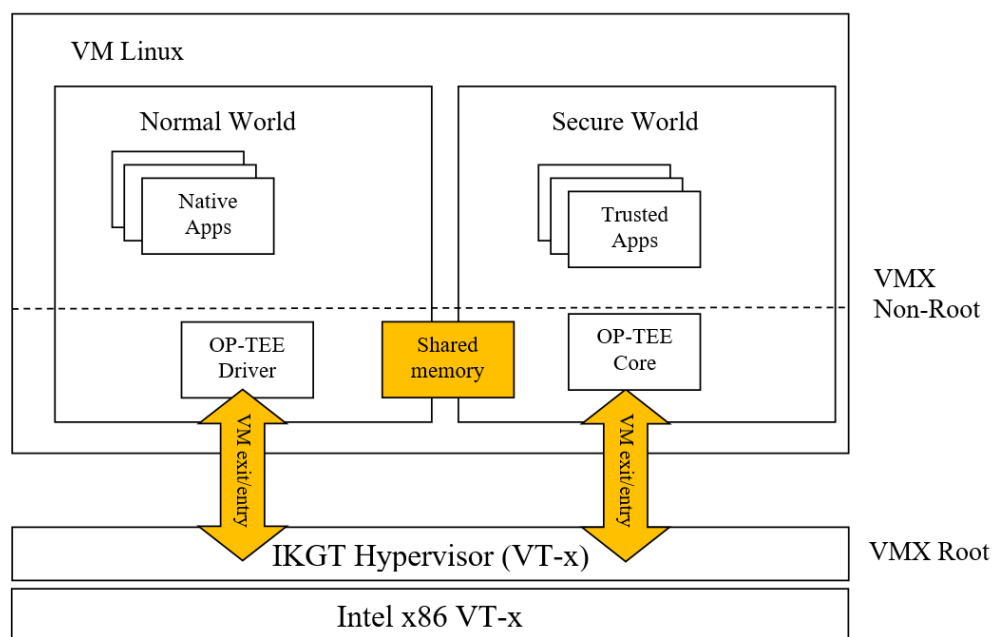 VM Linux
Normal World
Secure World
Native
Apps
Trusted
Apps
VMX
Non-Root
OP-TEE
Driver
Shared
memory
OP-TEE
Core
VM exit/entry
VM exit/entry
IKGT Hypervisor (VT-x)
VMX Root
Intel x86 VT-x